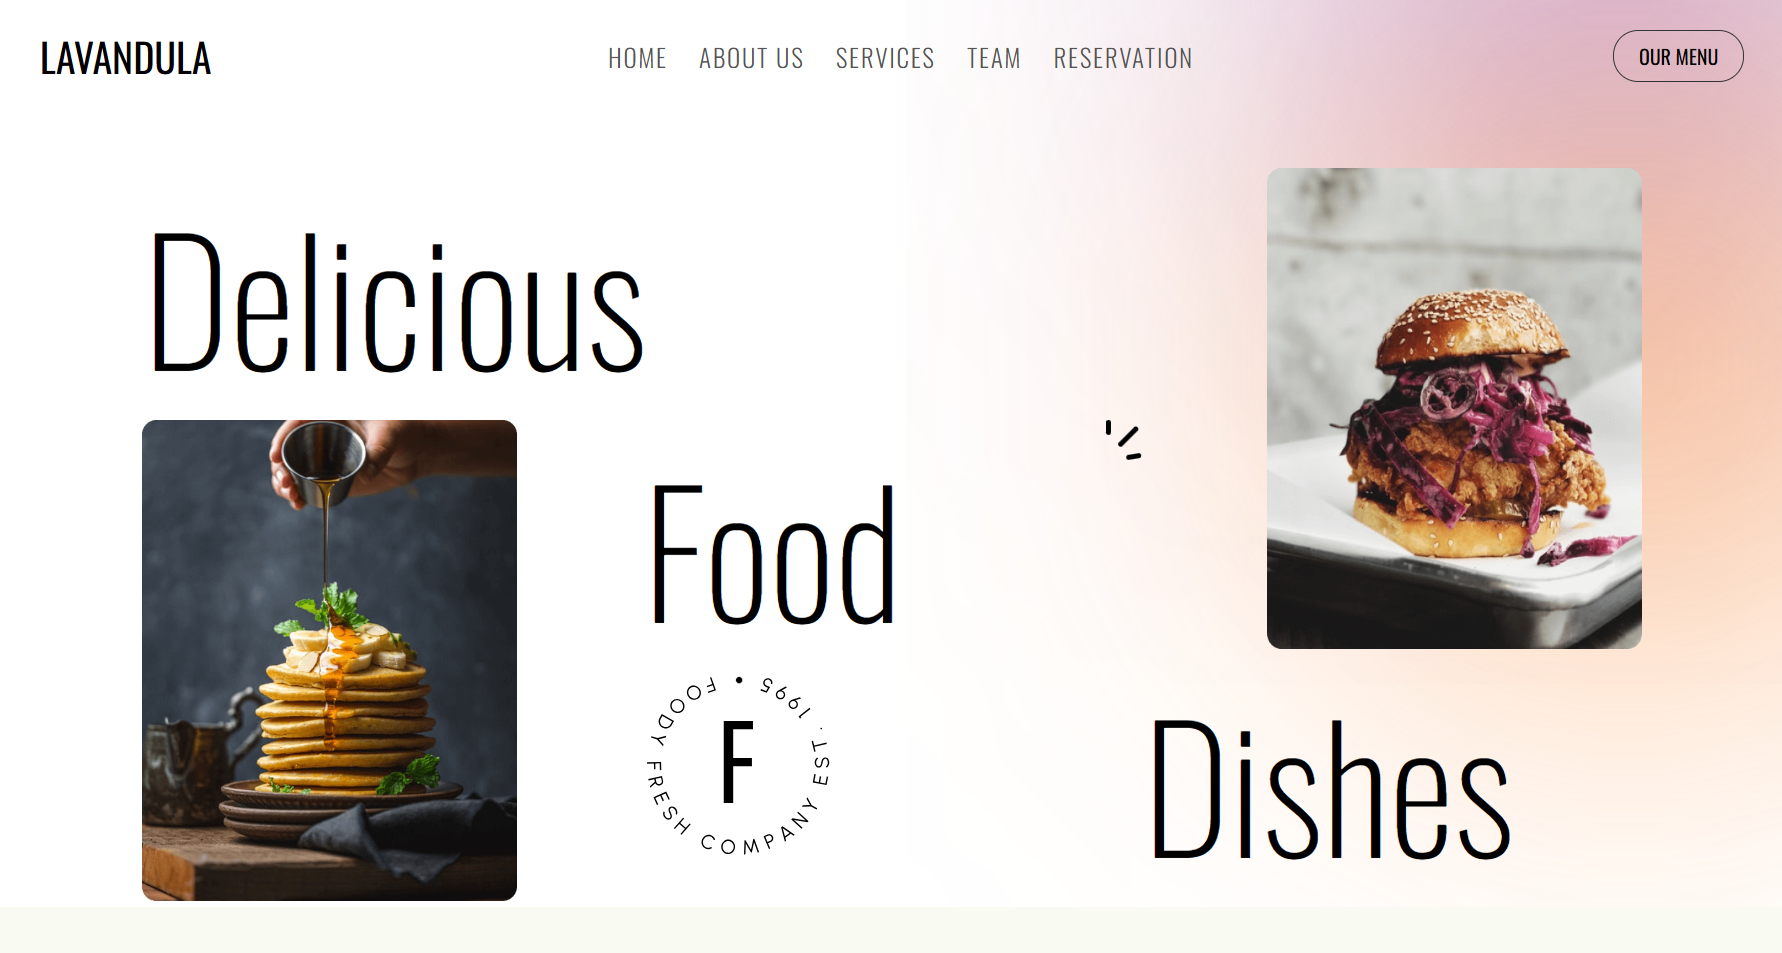 LAVANDULA
HOME ABOUT US SERVICES TEAM RESERVATION
OUR MENU
Delicious
Food
FOODY FRESH COMPANY EST. 1995 •
F
Dishes